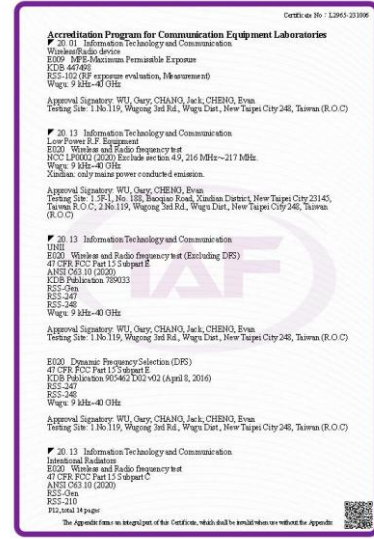 Certificate No : L2965-231006
Accreditation Program for Communication Equipment Laboratories
◤ 20. 01 Information Technology and Communication
Wireless/Radio device
E009 MPE-Maximum Permissible Exposure
KDB 447498
RSS-102 (RF exposure evaluation, Measurement)
Wugu: 9 kHz~40 GHz
Approval Signatory: WU, Gary; CHANG, Jack; CHENG, Evan
Testing Site: 1.No.119, Wugong 3rd Rd., Wugu Dist., New Taipei City 248, Taiwan (R.O.C)
◤ 20. 13 Information Technology and Communication
Low Power R.F. Equipment
E020 Wireless and Radio frequency test
NCC LP0002 (2020) Exclude section 4.9, 216 MHz～217 MHz.
Wugu: 9 kHz~40 GHz
Xindian: only mains power conducted emission.
Approval Signatory: WU, Gary; CHENG, Evan
Testing Site: 1.5F-1, No. 188, Baoqiao Road, Xindian District, New Taipei City 23145,
Taiwan R.O.C, 2.No.119, Wugong 3rd Rd., Wugu Dist., New Taipei City 248, Taiwan
(R.O.C)
◤ 20. 13 Information Technology and Communication
UNII
E020 Wireless and Radio frequency test (Excluding DFS)
47 CFR FCC Part 15 Subpart E
ANSI C63.10 (2020)
KDB Publication 789033
RSS-Gen
RSS-247
RSS-248
Wugu: 9 kHz~40 GHz
Approval Signatory: WU, Gary; CHANG, Jack; CHENG, Evan
Testing Site: 1.No.119, Wugong 3rd Rd., Wugu Dist., New Taipei City 248, Taiwan (R.O.C)
E020 Dynamic Frequency Selection (DFS)
47 CFR FCC Part 15 Subpart E
KDB Publication 905462 D02 v02 (April 8, 2016)
RSS-247
RSS-248
Wugu: 9 kHz~40 GHz
Approval Signatory: WU, Gary; CHANG, Jack; CHENG, Evan
Testing Site: 1.No.119, Wugong 3rd Rd., Wugu Dist., New Taipei City 248, Taiwan (R.O.C)
◤ 20. 13 Information Technology and Communication
Intentional Radiators
E020 Wireless and Radio frequency test
47 CFR FCC Part 15 Subpart C
ANSI C63.10 (2020)
RSS-Gen
RSS-210
P12, total 14 pages
The Appendix forms an integral part of this Certificate, which shall be invalid when use without the Appendix
TAF